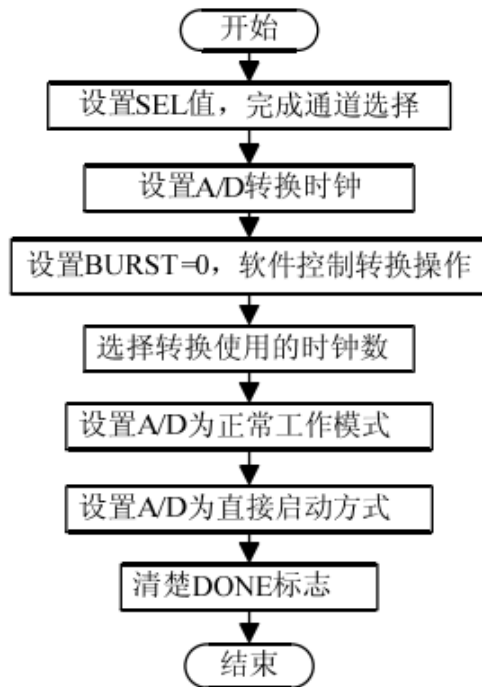 开始
设置SEL值，完成通道选择
设置A/D转换时钟
设置BURST=0，软件控制转换操作
选择转换使用的时钟数
设置A/D为正常工作模式
设置A/D为直接启动方式
清楚DONE标志
结束